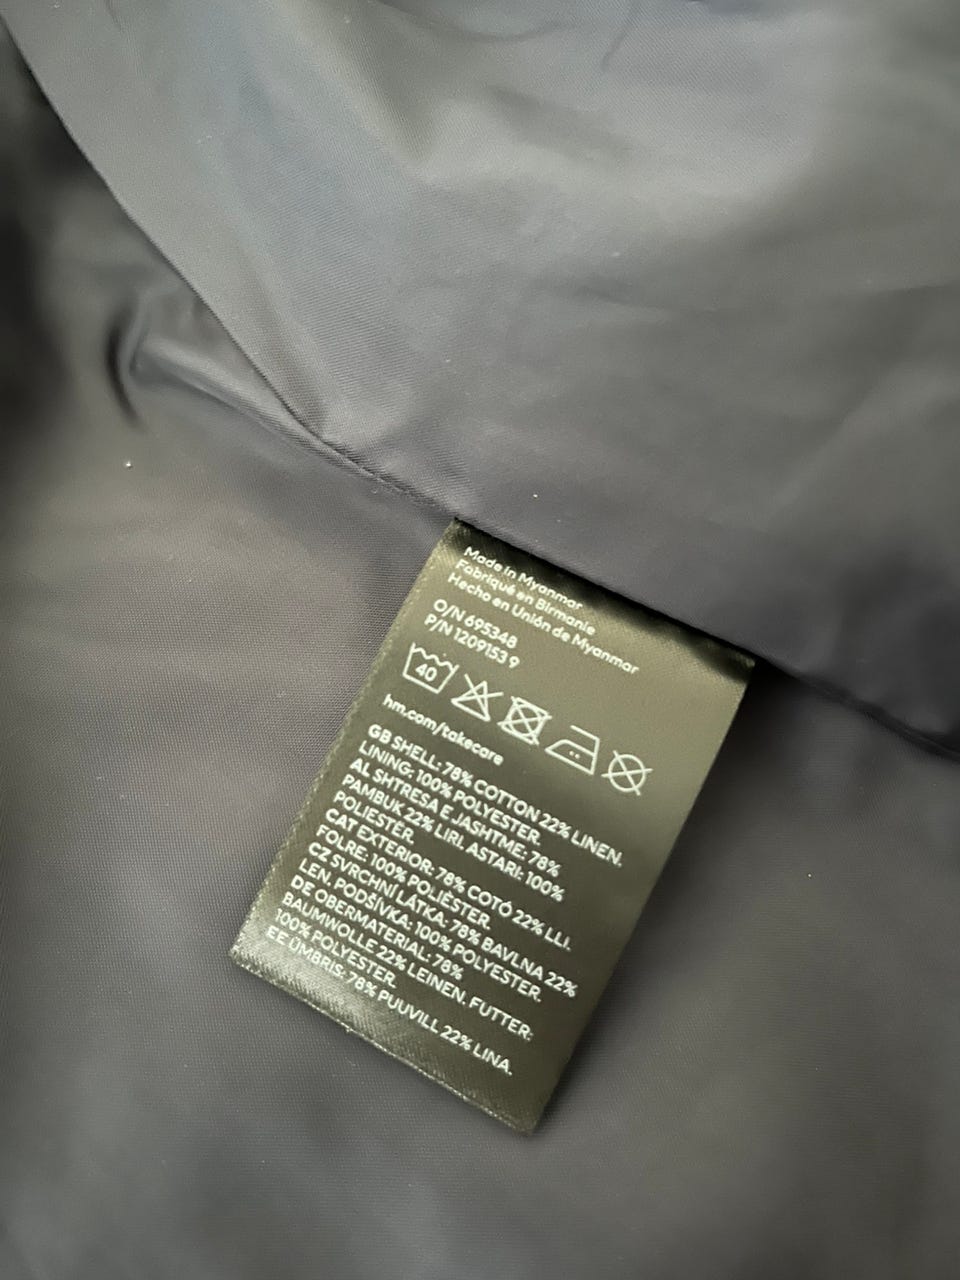 Made in Myanmar
Fabriqué en Birmanie
Hecho en Unión de Myanmar
O/N 695348
P/N 1209153 9
40
hm.com/takecare
GB SHELL: 78% COTTON 22% LINEN.
LINING: 100% POLYESTER.
AL SHTRESA E JASHTME: 78%
PAMBUK 22% LIRI. ASTARI: 100%
POLIESTËR.
CAT EXTERIOR: 78% COTÓ 22% LLI.
FOLRE: 100% POLIÈSTER.
CZ SVRCHNÍ LÁTKA: 78% BAVLNA 22%
LEN. PODŠÍVKA: 100% POLYESTER.
DE OBERMATERIAL: 78%
BAUMWOLLE 22% LEINEN. FUTTER:
100% POLYESTER.
EE ÜMBRIS: 78% PUUVILL 22% LINA.